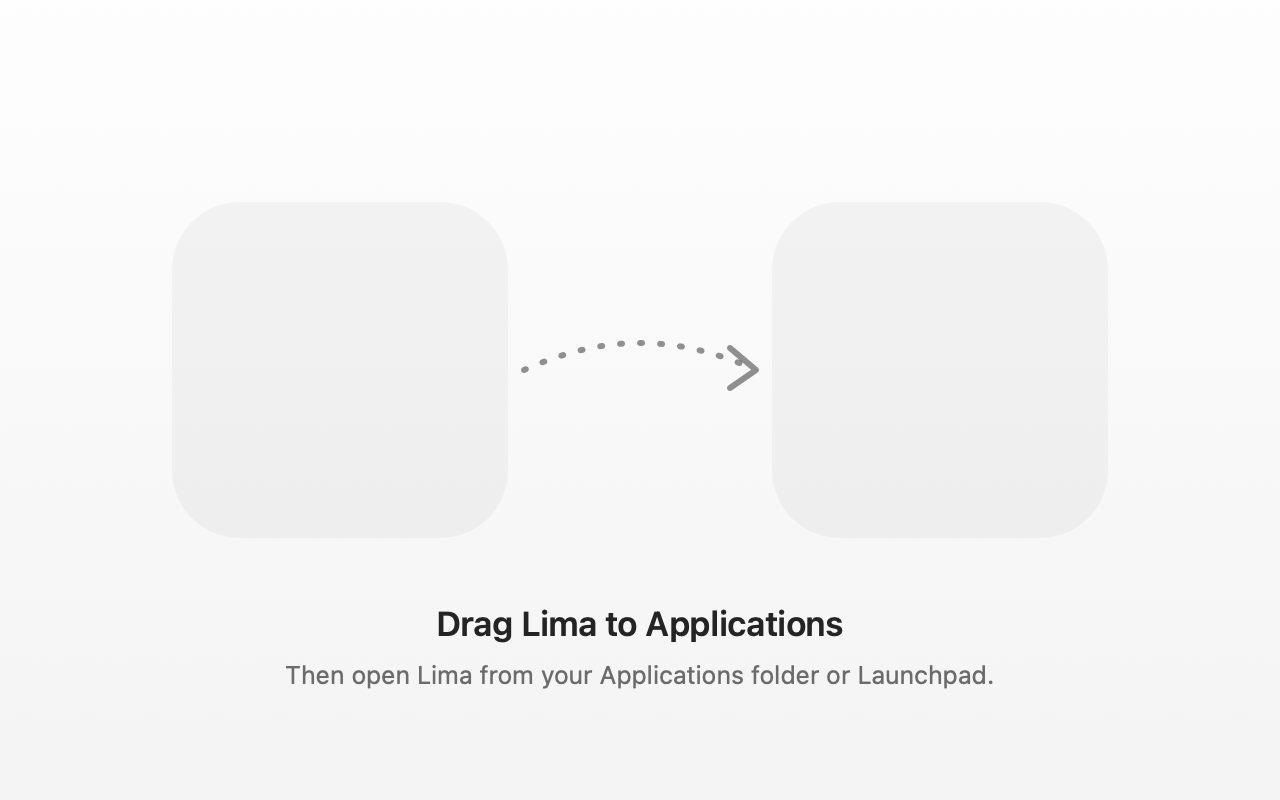 Drag Lima to Applications
Then open Lima from your Applications folder or Launchpad.